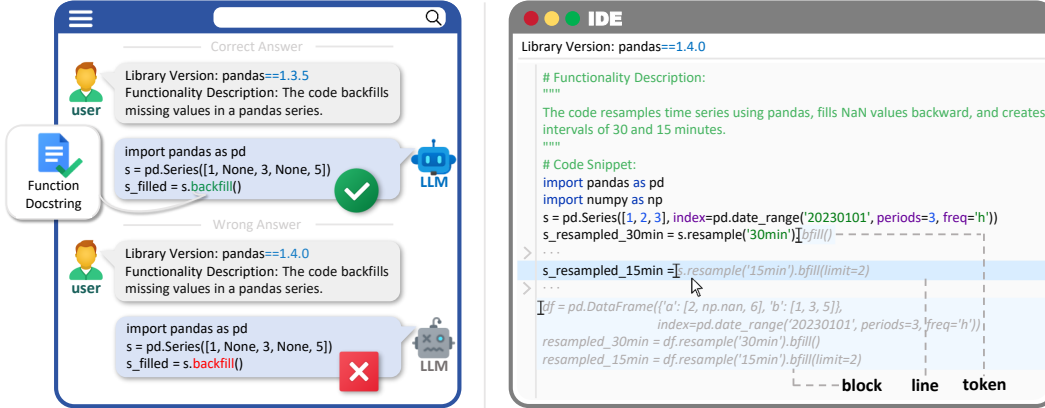 Correct Answer
Library Version: pandas==1.3.5
Functionality Description: The code backfills
missing values in a pandas series.
user
Function
Docstring
import pandas as pd
s = pd.Series([1, None, 3, None, 5])
s_filled = s.backfill()
LLM
Wrong Answer
Library Version: pandas==1.4.0
Functionality Description: The code backfills
missing values in a pandas series.
user
import pandas as pd
s = pd.Series([1, None, 3, None, 5])
s_filled = s.backfill()
LLM
IDE
Library Version: pandas==1.4.0
# Functionality Description:
"""
The code resamples time series using pandas, fills NaN values backward, and creates
intervals of 30 and 15 minutes.
"""
# Code Snippet:
import pandas as pd
import numpy as np
s = pd.Series([1, 2, 3], index=pd.date_range('20230101', periods=3, freq='h'))
s_resampled_30min = s.resample('30min').bfill()
> ...
s_resampled_15min = s.resample('15min').bfill(limit=2)
> ...
df = pd.DataFrame({'a': [2, np.nan, 6], 'b': [1, 3, 5]},
index=pd.date_range('20230101', periods=3, freq='h'))
resampled_30min = df.resample('30min').bfill()
resampled_15min = df.resample('15min').bfill(limit=2)
block line token